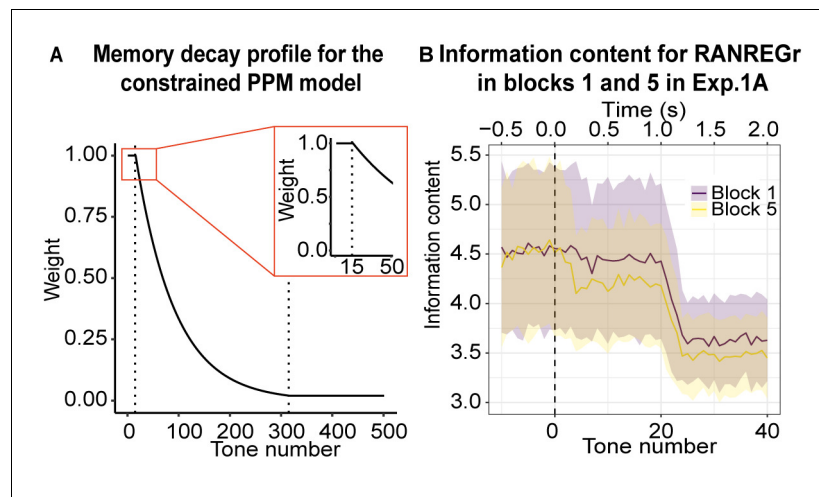 A Memory decay profile for the
constrained PPM model
1.00
0.75
0.50
0.25
0.00
Weight
0 100 200 300 400 500
Tone number
1.0
0.5
0.0
Weight
15 50
B Information content for RANREGr
in blocks 1 and 5 in Exp.1A
Time (s)
−0.5 0.0 0.5 1.0 1.5 2.0
5.5
5.0
4.5
4.0
3.5
3.0
Information content
Block 1
Block 5
0 20 40
Tone number